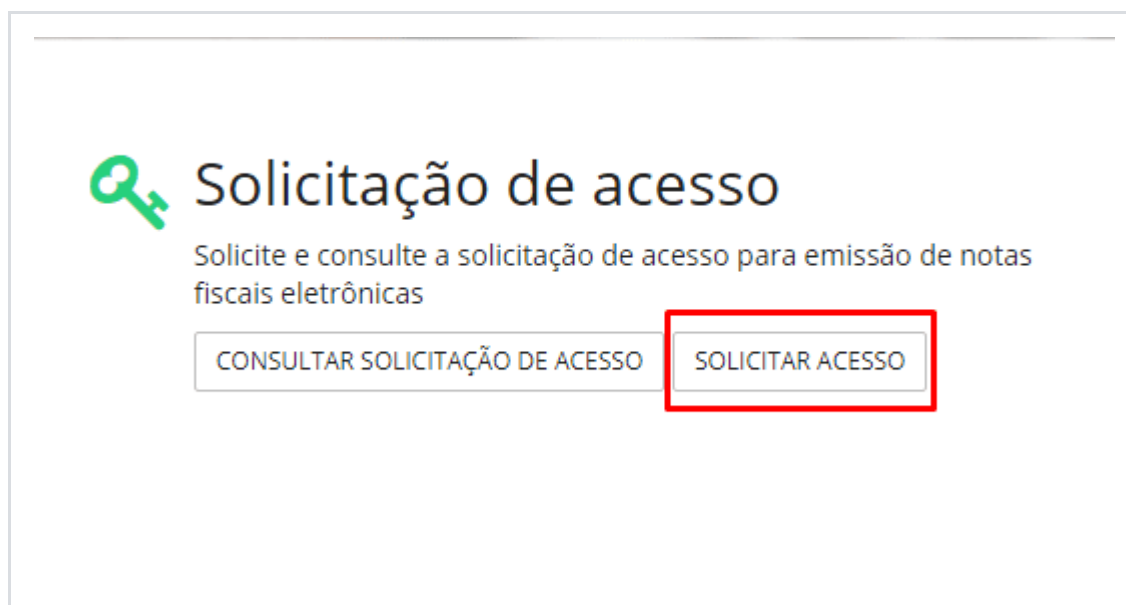 Solicitação de acesso
Solicite e consulte a solicitação de acesso para emissão de notas
fiscais eletrônicas
CONSULTAR SOLICITAÇÃO DE ACESSO SOLICITAR ACESSO